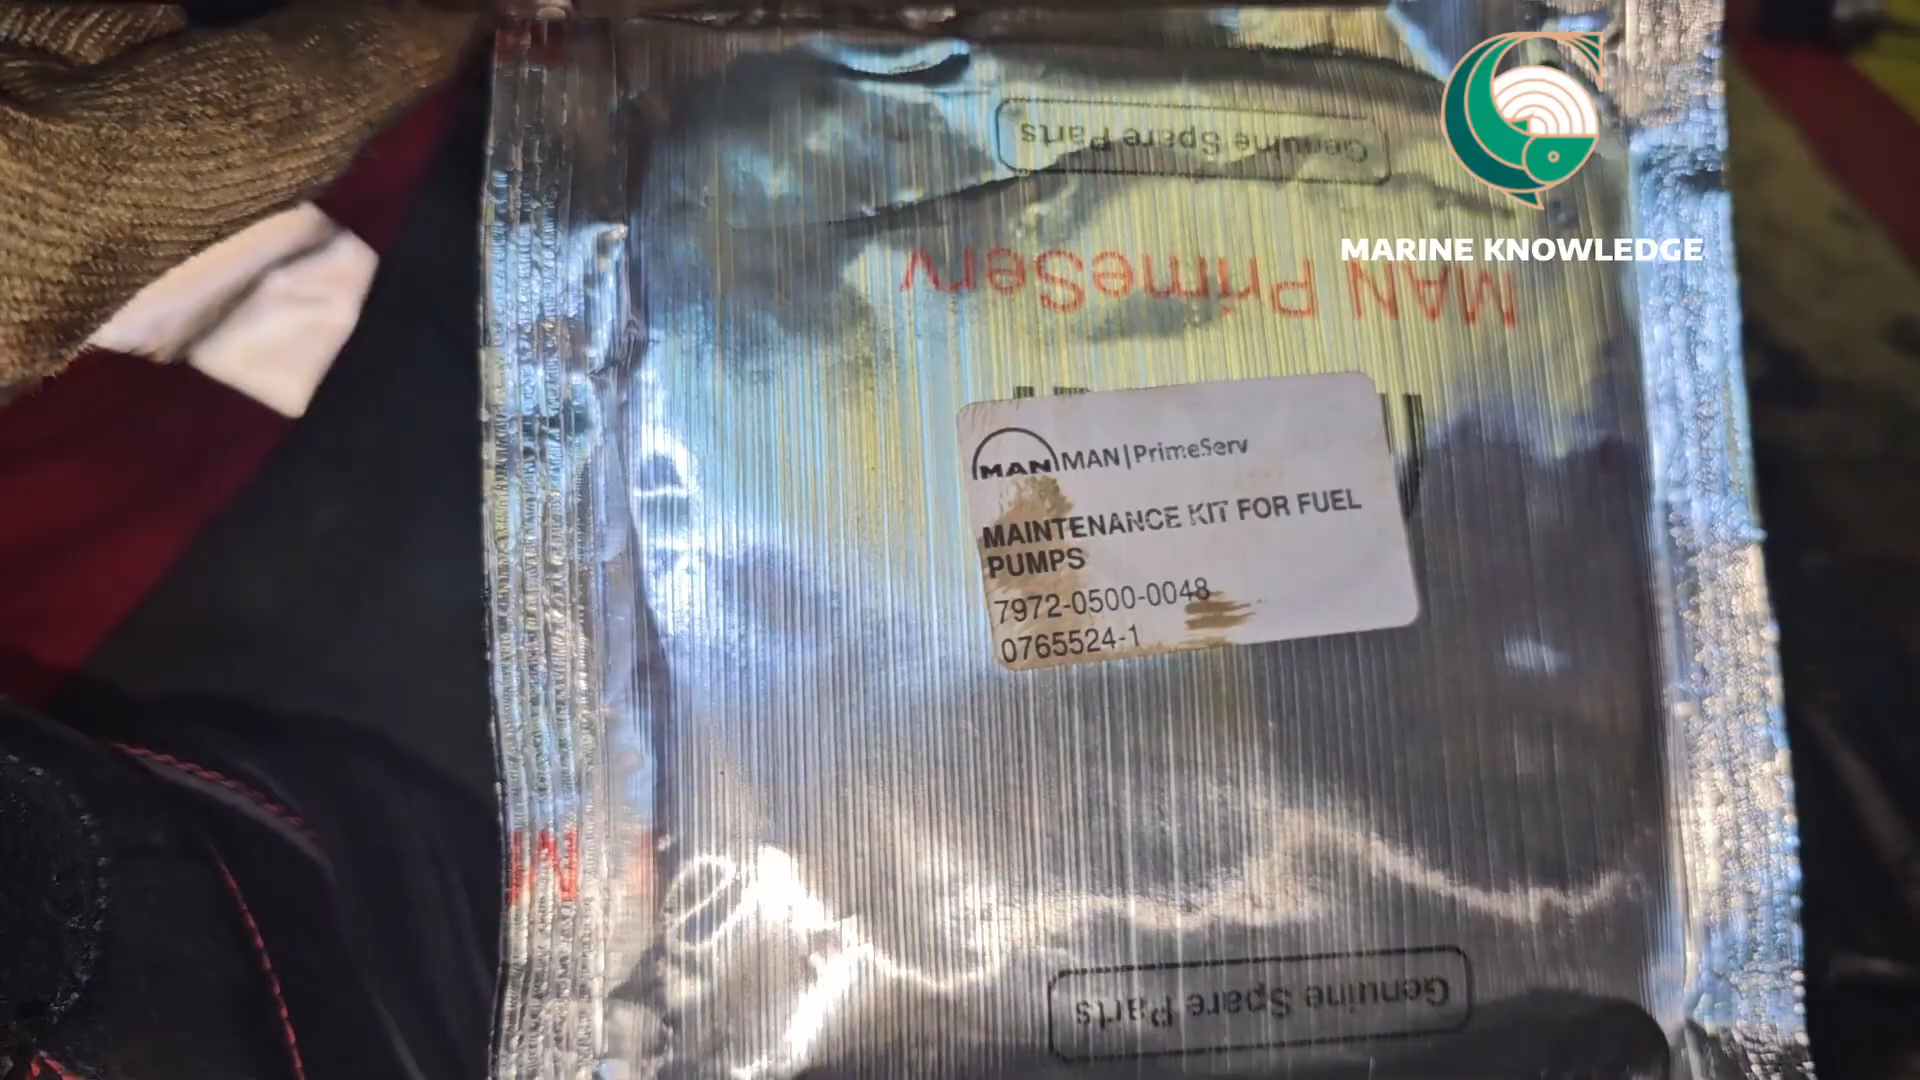 Genuine Spare Parts
MARINE KNOWLEDGE
MAN PrimeServ
MAN MAN | PrimeServ
MAINTENANCE KIT FOR FUEL
PUMPS
7972-0500-0048
0765524-1
Genuine Spare Parts